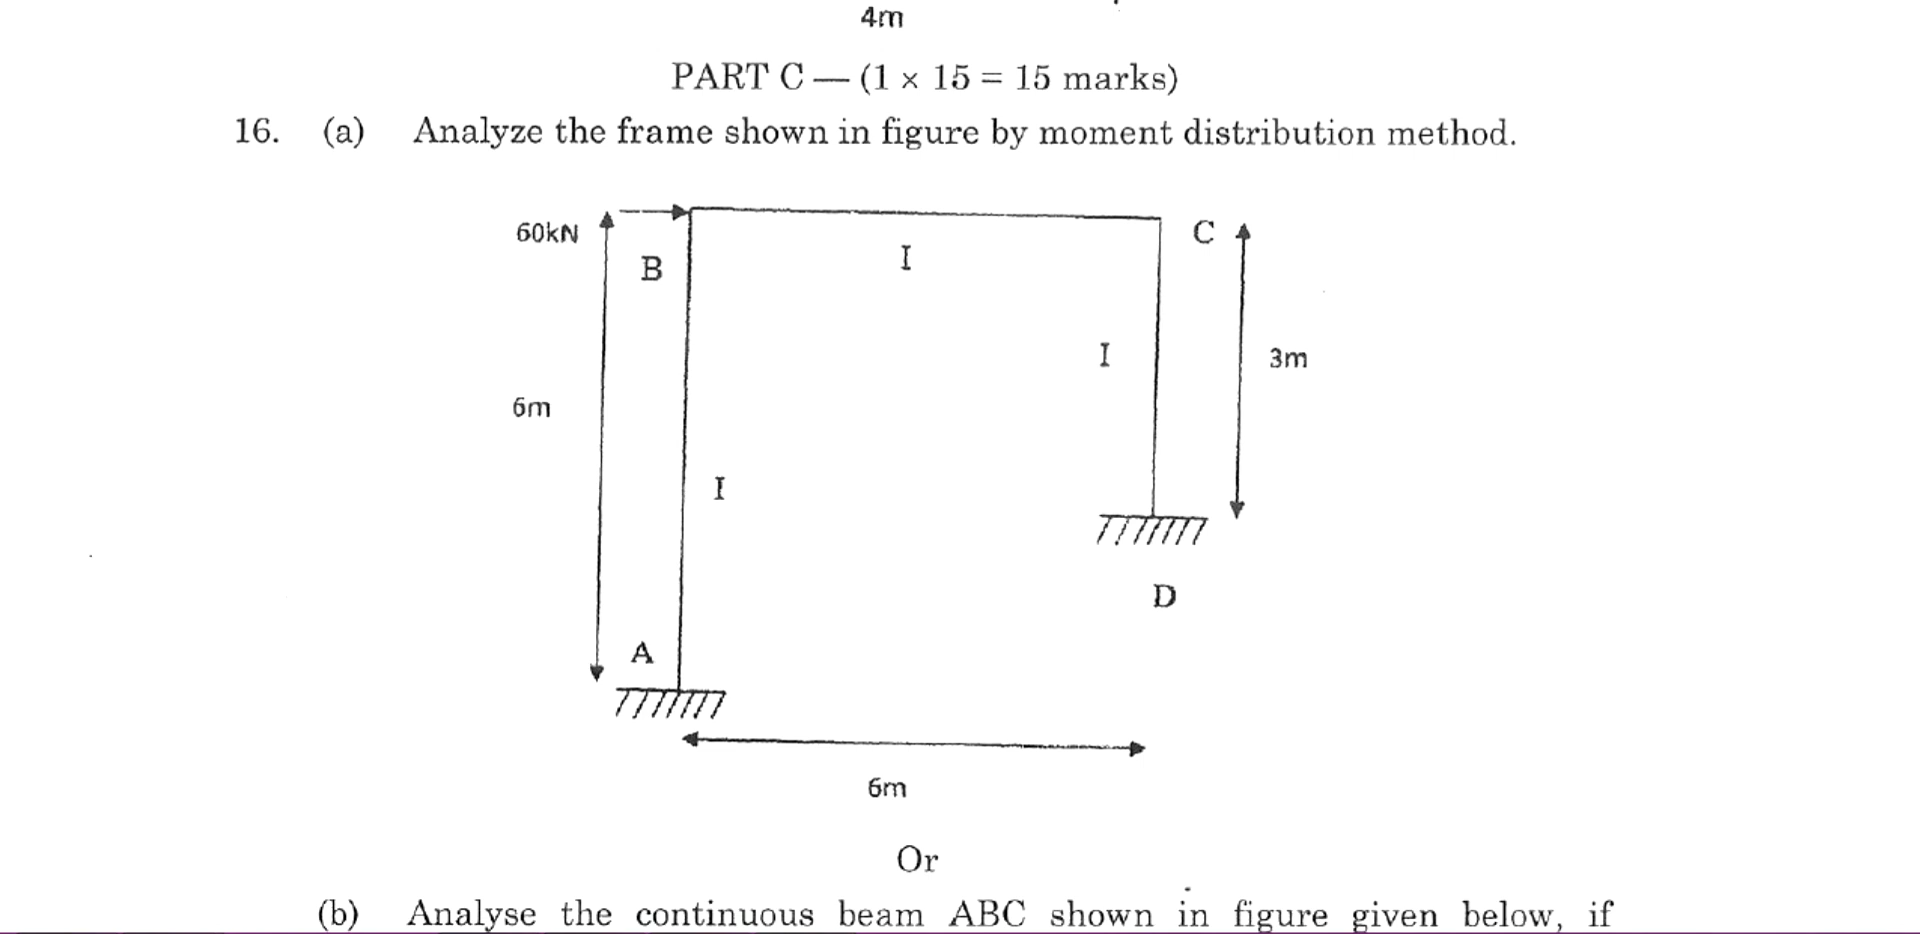 4m
PART C — (1 × 15 = 15 marks)
16. (a) Analyze the frame shown in figure by moment distribution method.
60kN
B
I
C
I
3m
6m
I
A
D
6m
Or
(b) Analyse the continuous beam ABC shown in figure given below, if